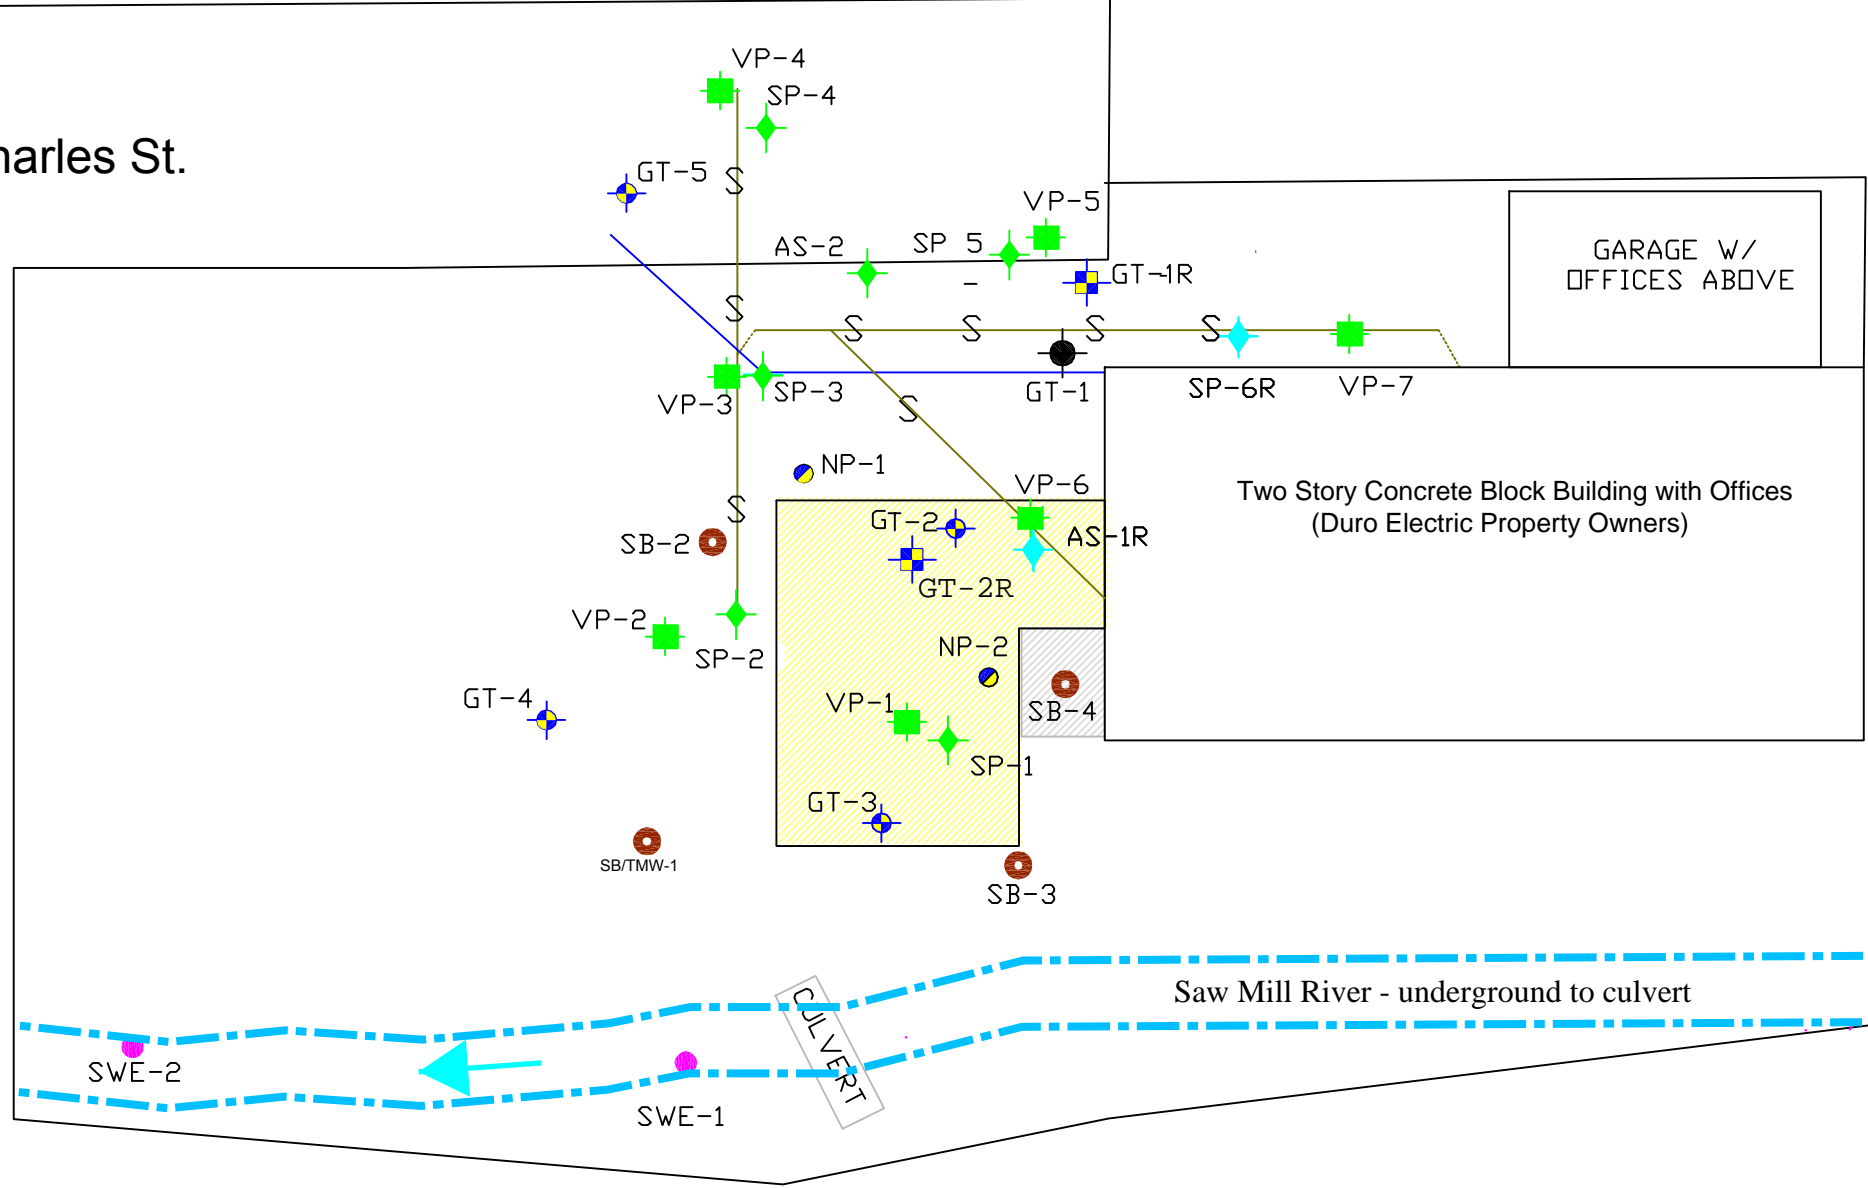 VP-4
SP-4
harles St.
GT-5
S
VP-5
AS-2
SP 5
-
GT-1R
GARAGE W/
OFFICES ABOVE
S
S
S
S
S
VP-3
SP-3
GT-1
SP-6R
VP-7
S
NP-1
VP-6
Two Story Concrete Block Building with Offices
(Duro Electric Property Owners)
S
GT-2
SB-2
AS-1R
GT-2R
VP-2
SP-2
NP-2
GT-4
VP-1
SB-4
SP-1
GT-3
SB/TMW-1
SB-3
Saw Mill River - underground to culvert
CULVERT
SWE-2
SWE-1